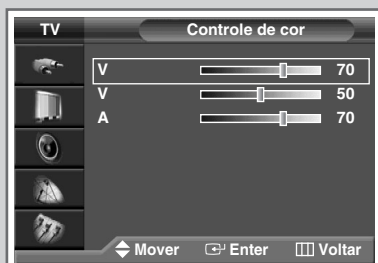 TV Controle de cor
V 70
V 50
A 70
Mover Enter Voltar